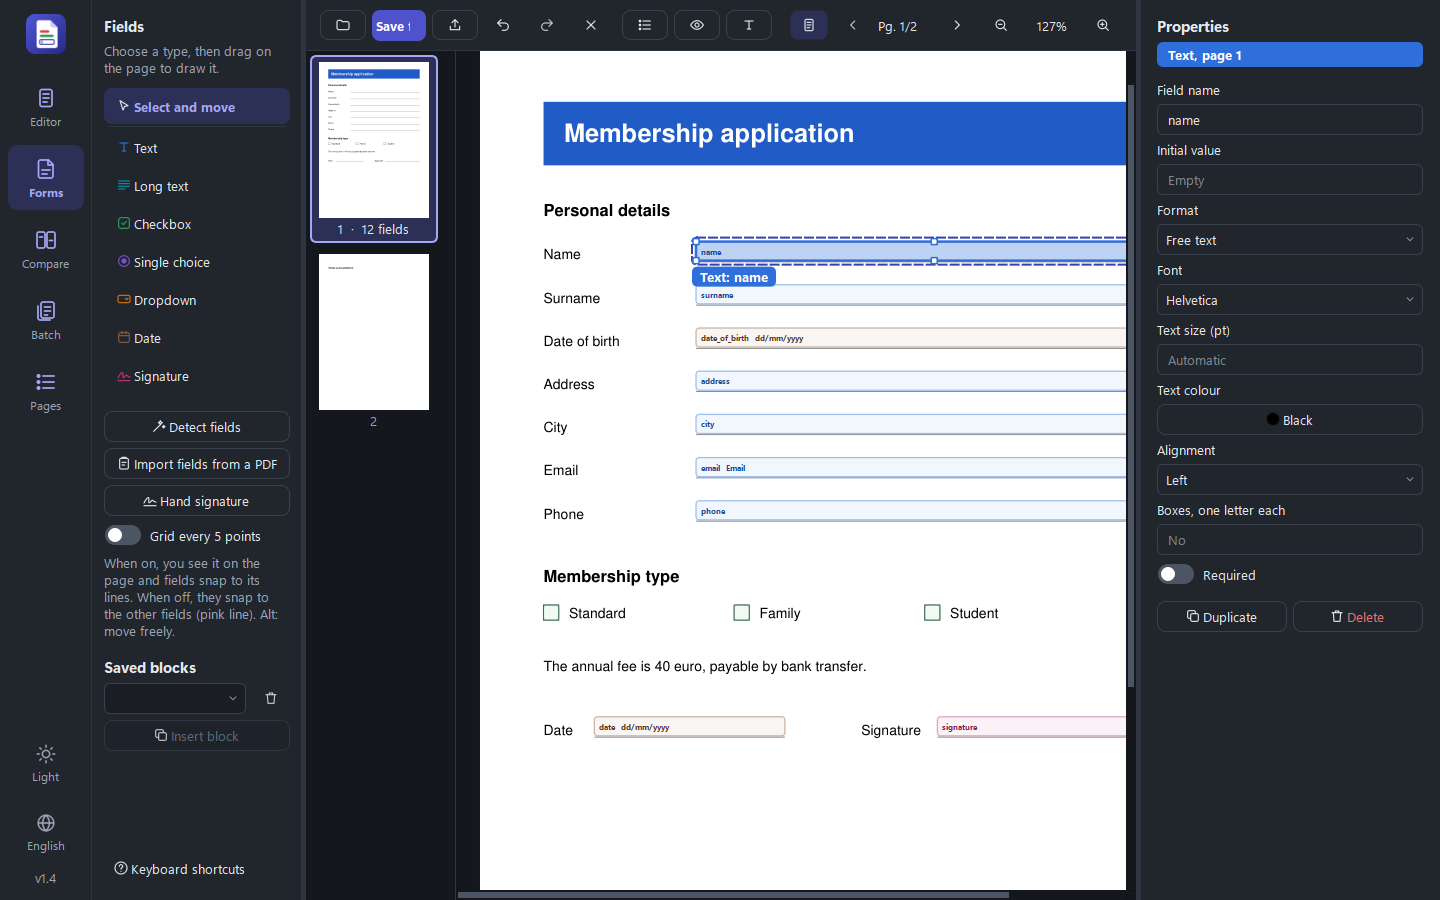 Editor
Forms
Compare
Batch
Pages
Light
English
v1.4
Fields
Choose a type, then drag on
the page to draw it.
Select and move
Text
Long text
Checkbox
Single choice
Dropdown
Date
Signature
Detect fields
Import fields from a PDF
Hand signature
Grid every 5 points
When on, you see it on the
page and fields snap to its
lines. When off, they snap to
the other fields (pink line). Alt:
move freely.
Saved blocks
Insert block
Keyboard shortcuts
Save
Pg. 1/2
127%
Membership application
1 · 12 fields
2
Membership application
Personal details
Name
name
Text: name
Surname
surname
Date of birth
date_of_birth dd/mm/yyyy
Address
address
City
city
Email
email Email
Phone
phone
Membership type
Standard
Family
Student
The annual fee is 40 euro, payable by bank transfer.
Date
date dd/mm/yyyy
Signature
signature
Properties
Text, page 1
Field name
name
Initial value
Empty
Format
Free text
Font
Helvetica
Text size (pt)
Automatic
Text colour
Black
Alignment
Left
Boxes, one letter each
No
Required
Duplicate
Delete